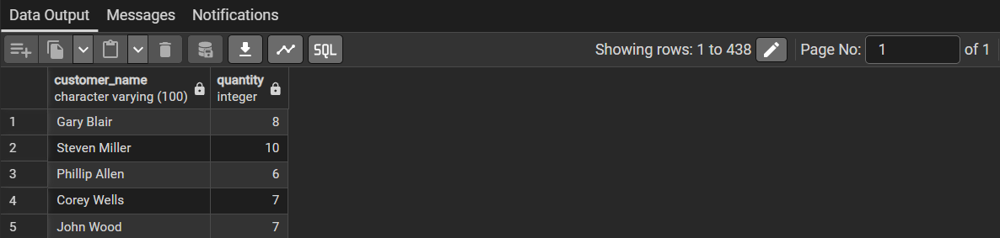 Data Output Messages Notifications
SQL Showing rows: 1 to 438 Page No: 1 of 1
customer_name quantity
character varying (100) integer
1 Gary Blair 8
2 Steven Miller 10
3 Phillip Allen 6
4 Corey Wells 7
5 John Wood 7